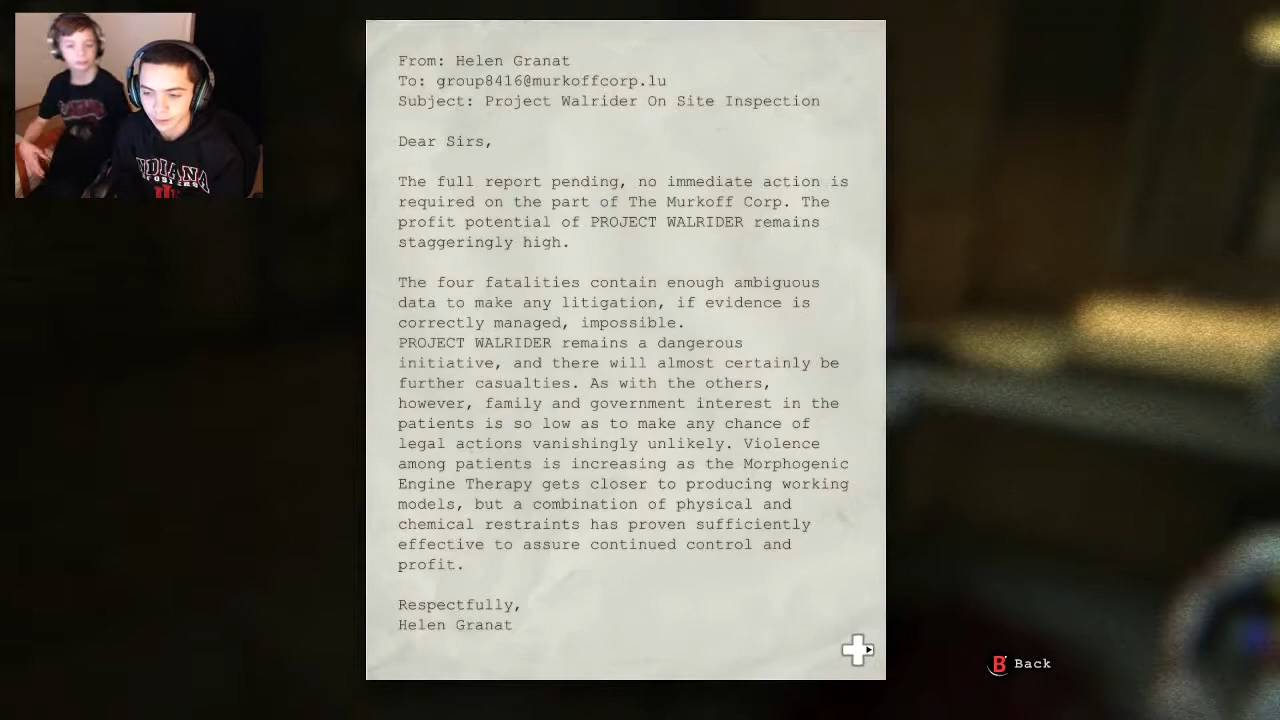 From: Helen Granat
To: group8416@murkoffcorp.lu
Subject: Project Walrider On Site Inspection
Dear Sirs,
The full report pending, no immediate action is
required on the part of The Murkoff Corp. The
profit potential of PROJECT WALRIDER remains
staggeringly high.
The four fatalities contain enough ambiguous
data to make any litigation, if evidence is
correctly managed, impossible.
PROJECT WALRIDER remains a dangerous
initiative, and there will almost certainly be
further casualties. As with the others,
however, family and government interest in the
patients is so low as to make any chance of
legal actions vanishingly unlikely. Violence
among patients is increasing as the Morphogenic
Engine Therapy gets closer to producing working
models, but a combination of physical and
chemical restraints has proven sufficiently
effective to assure continued control and
profit.
Respectfully,
Helen Granat
B Back
INDIANA